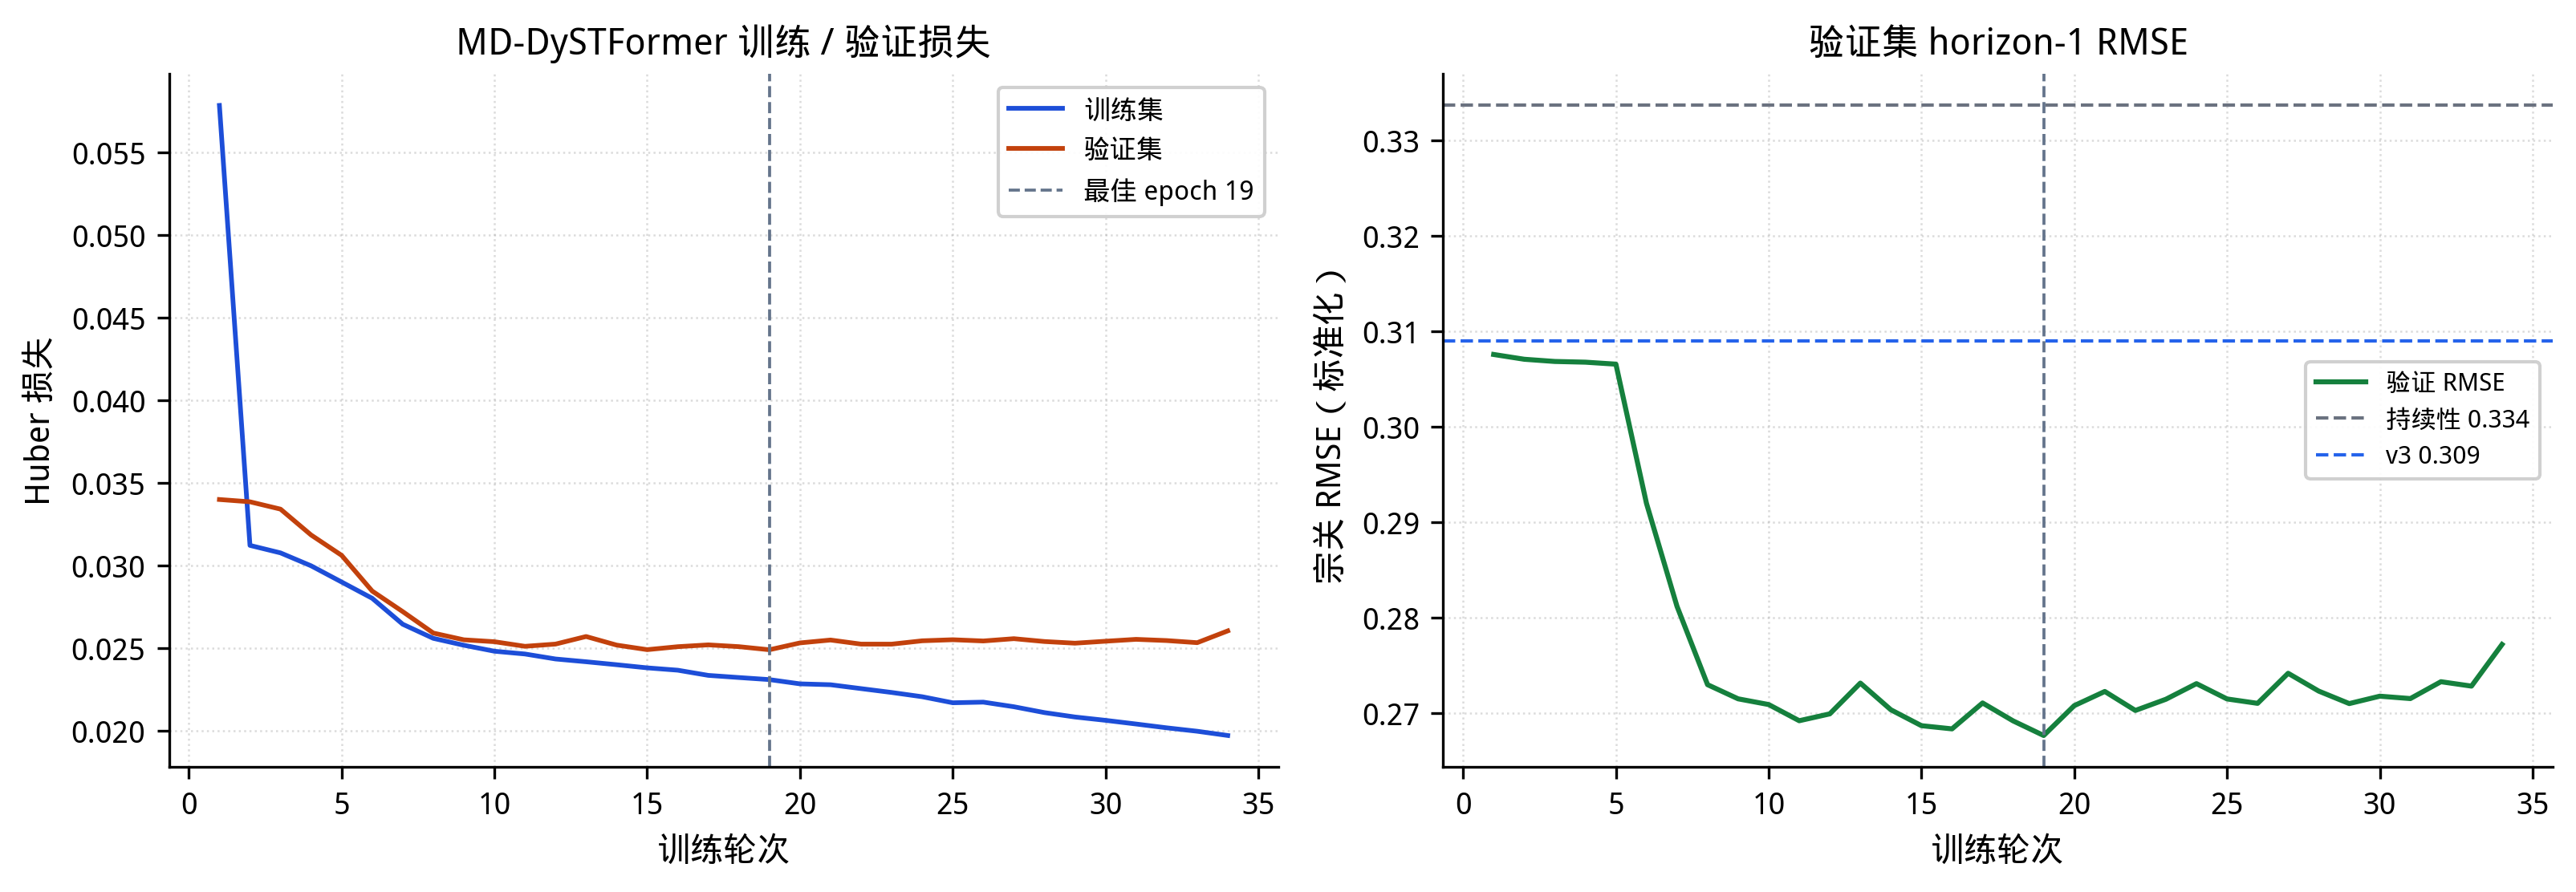 MD-DySTFormer 训练 / 验证损失
Huber 损失
0.055
0.050
0.045
0.040
0.035
0.030
0.025
0.020
训练集
验证集
最佳 epoch 19
0 5 10 15 20 25 30 35
训练轮次
验证集 horizon-1 RMSE
宗关 RMSE（标准化）
0.33
0.32
0.31
0.30
0.29
0.28
0.27
验证 RMSE
持续性 0.334
v3 0.309
0 5 10 15 20 25 30 35
训练轮次